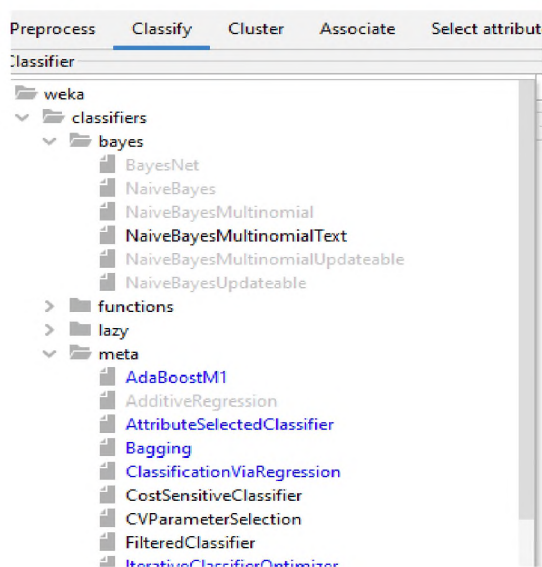 Preprocess Classify Cluster Associate Select attribut
Classifier
weka
classifiers
bayes
BayesNet
NaiveBayes
NaiveBayesMultinomial
NaiveBayesMultinomialText
NaiveBayesMultinomialUpdateable
NaiveBayesUpdateable
functions
lazy
meta
AdaBoostM1
AdditiveRegression
AttributeSelectedClassifier
Bagging
ClassificationViaRegression
CostSensitiveClassifier
CVParameterSelection
FilteredClassifier
IterativeClassifierOptimizer